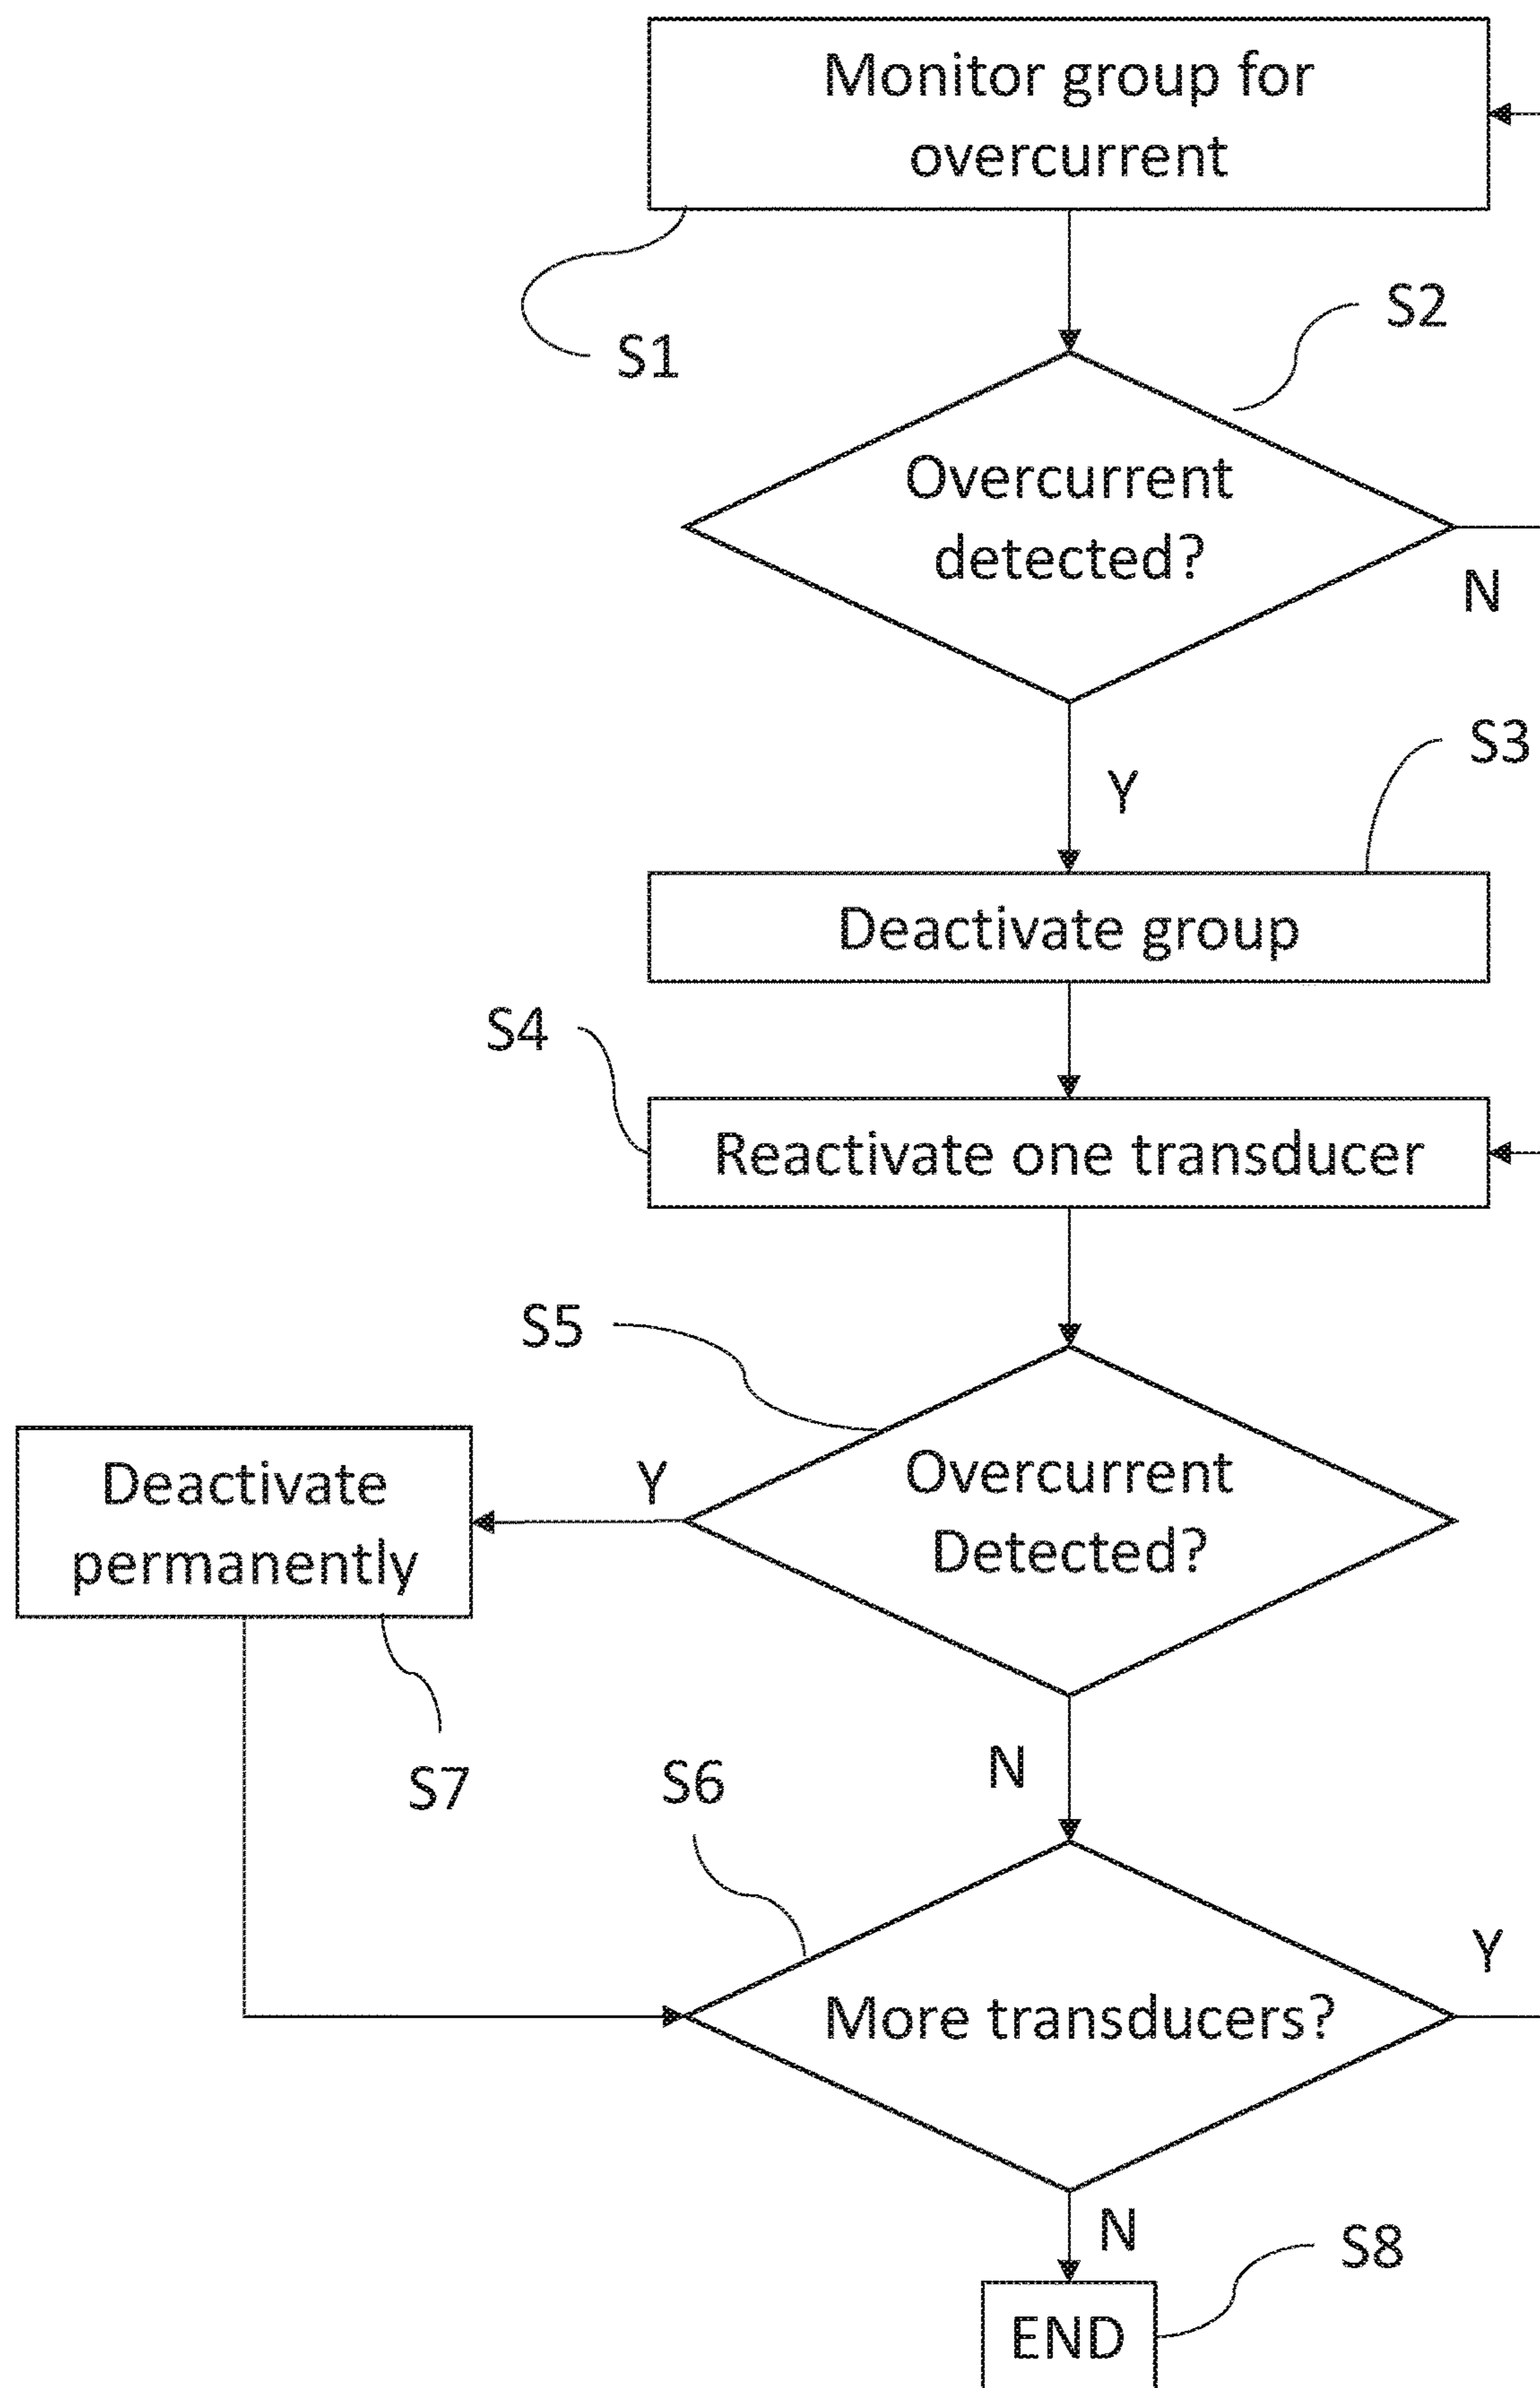 Monitor group for
overcurrent
S1
S2
Overcurrent
detected?
N
Y
S3
Deactivate group
S4
Reactivate one transducer
S5
Overcurrent
Detected?
Y
Deactivate
permanently
S7
N
S6
More transducers?
Y
N
S8
END